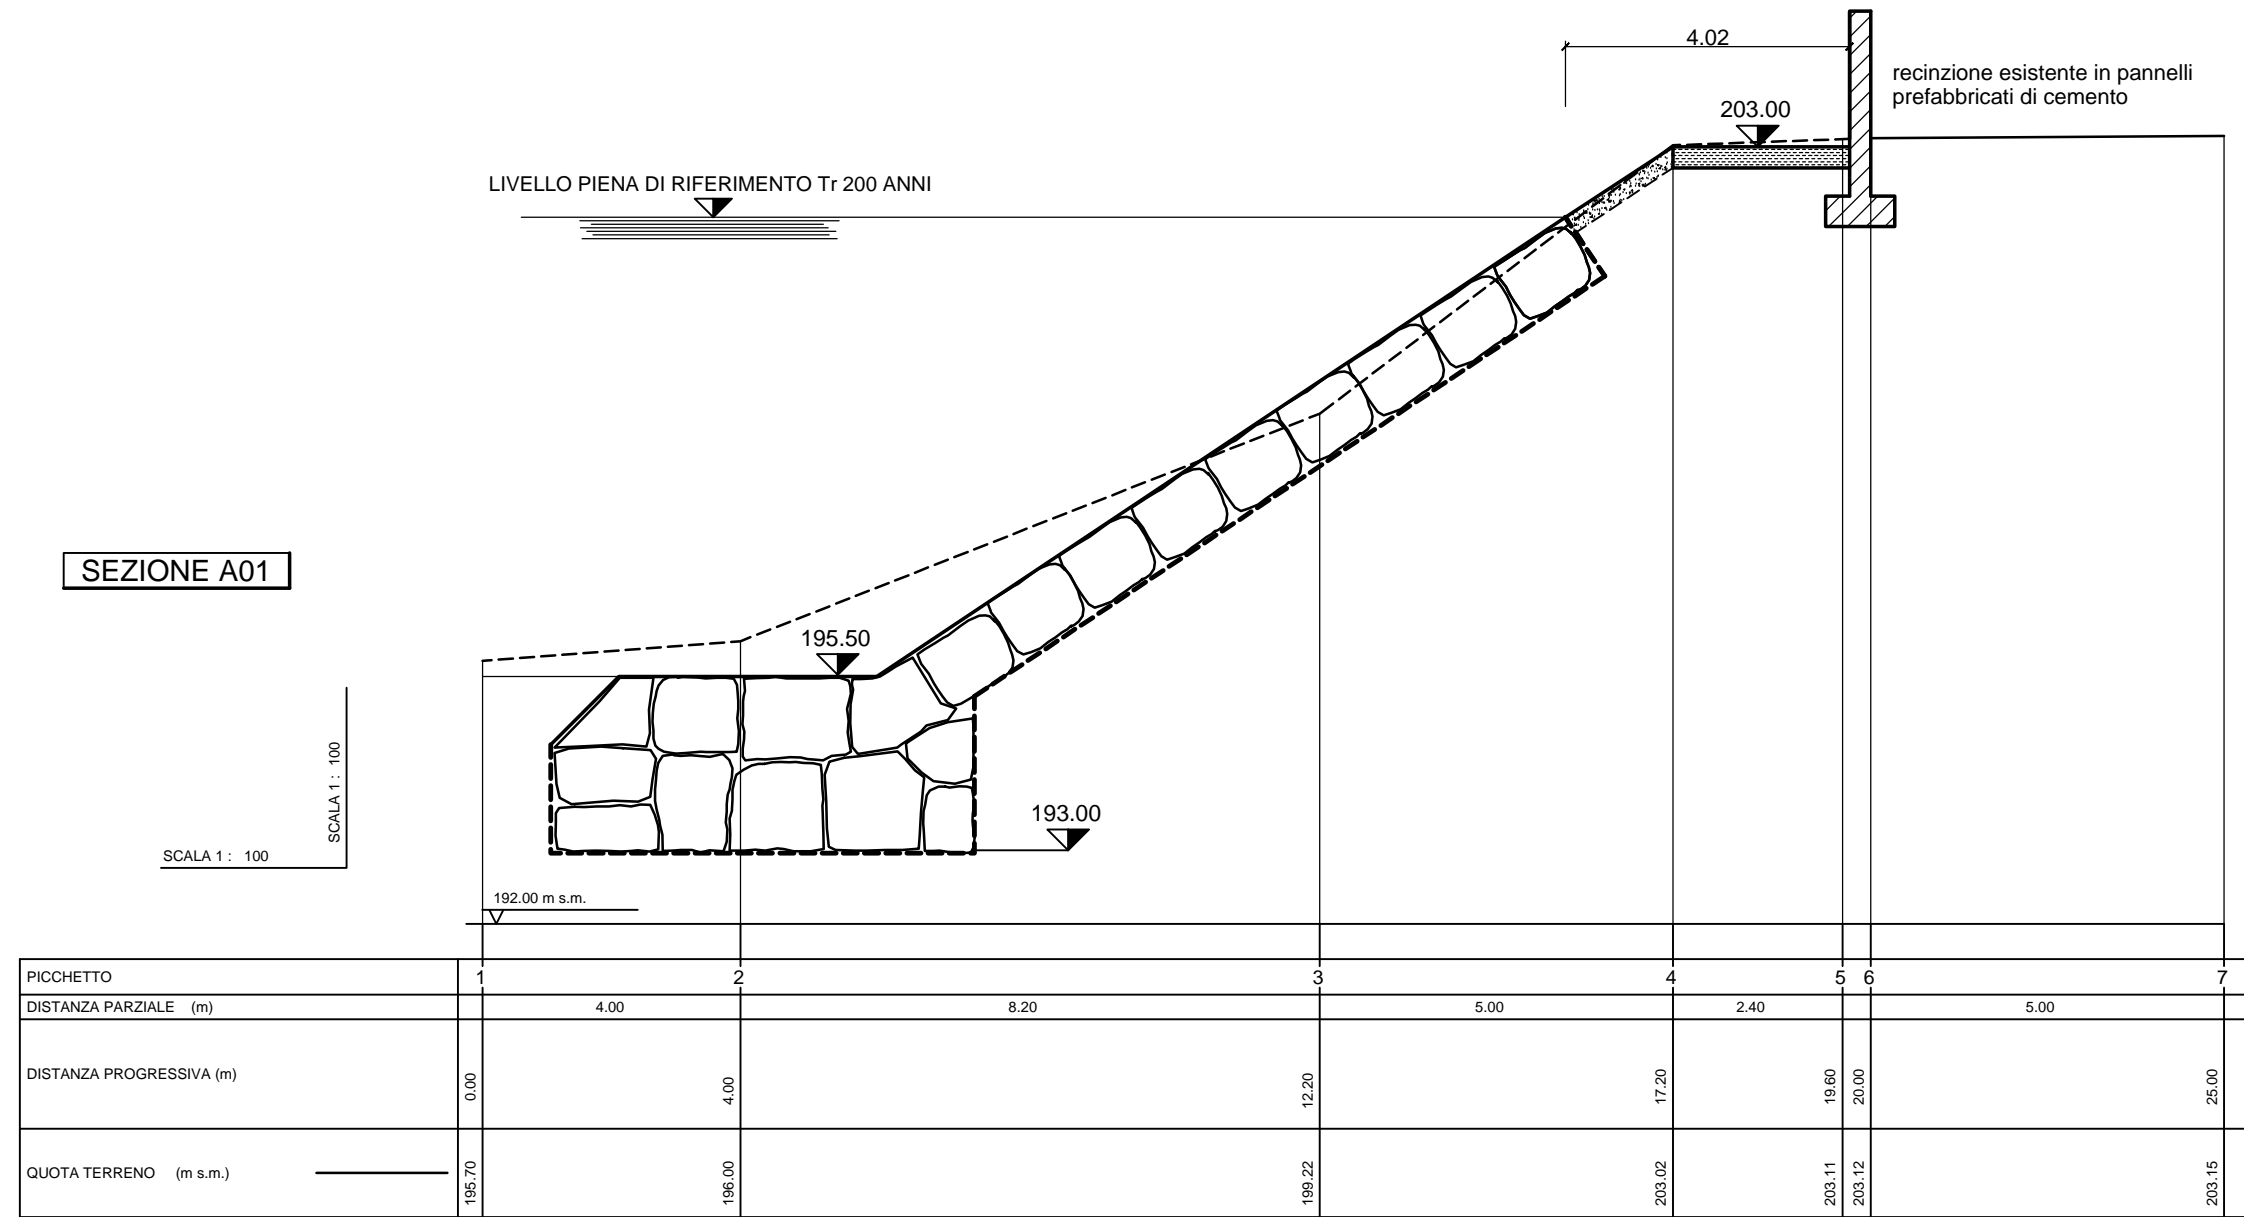 4.02
recinzione esistente in pannelli
prefabbricati di cemento
203.00
LIVELLO PIENA DI RIFERIMENTO Tr 200 ANNI
SEZIONE A01
195.50
SCALA 1 : 100
193.00
SCALA 1 : 100
192.00 m s.m.
PICCHETTO 1 2 3 4 5 6 7
DISTANZA PARZIALE (m) 4.00 8.20 5.00 2.40 5.00
DISTANZA PROGRESSIVA (m) 0.00 4.00 12.20 17.20 19.60 20.00 25.00
QUOTA TERRENO (m s.m.) 195.70 196.00 199.22 203.02 203.11 203.12 203.15